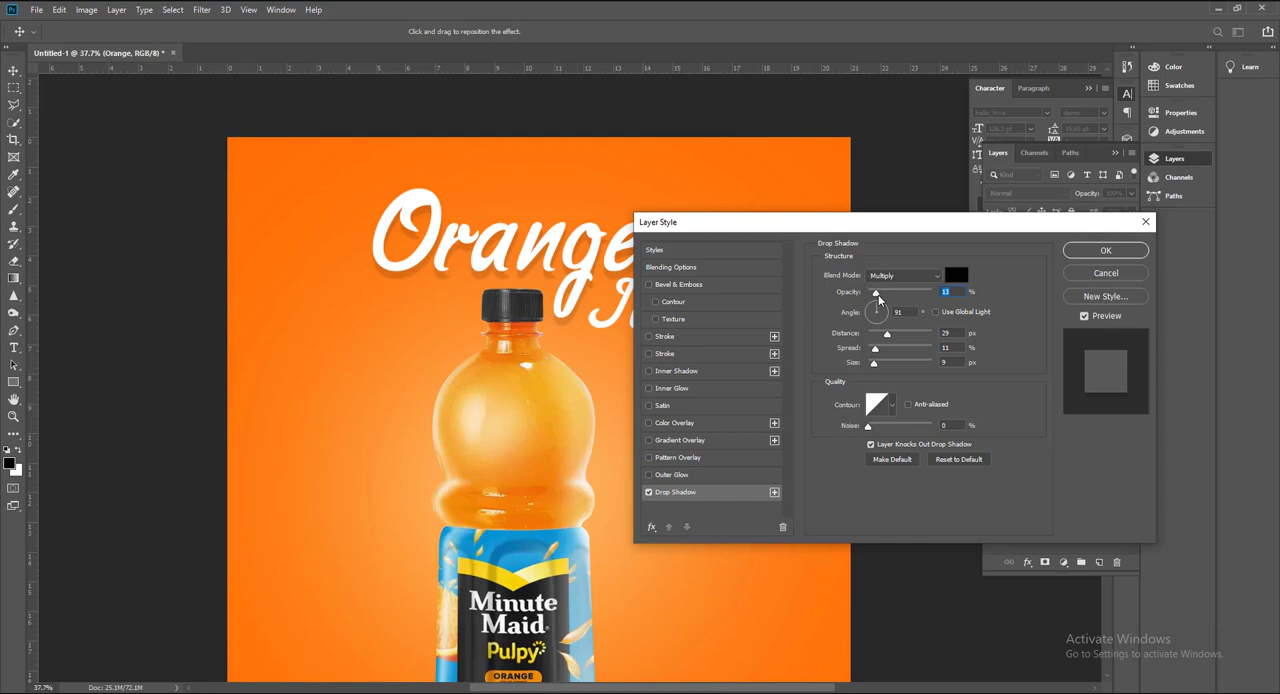 Ps File Edit Image Layer Type Select Filter 3D View Window Help
Click and drag to reposition the effect.
Untitled-1 @ 37.7% (Orange, RGB/8) * ×
Color
Learn
Swatches
Character Paragraph
Properties
Adjustments
Layers Channels Paths
Layers
Kind
Channels
Normal Opacity: 100%
Paths
Orange
Layer Style
Styles
Blending Options
Bevel & Emboss
Contour
Texture
Stroke
Stroke
Inner Shadow
Inner Glow
Satin
Color Overlay
Gradient Overlay
Pattern Overlay
Outer Glow
Drop Shadow
fx
Drop Shadow
Structure
Blend Mode: Multiply
Opacity: 13 %
Angle: 91 ° Use Global Light
Distance: 29 px
Spread: 11 %
Size: 9 px
Quality
Contour: Anti-aliased
Noise: 0 %
Layer Knocks Out Drop Shadow
Make Default Reset to Default
OK
Cancel
New Style...
Preview
Minute
Maid
Pulpy
ORANGE
Activate Windows
Go to Settings to activate Windows.
37.7% Doc: 25.1M/72.1M